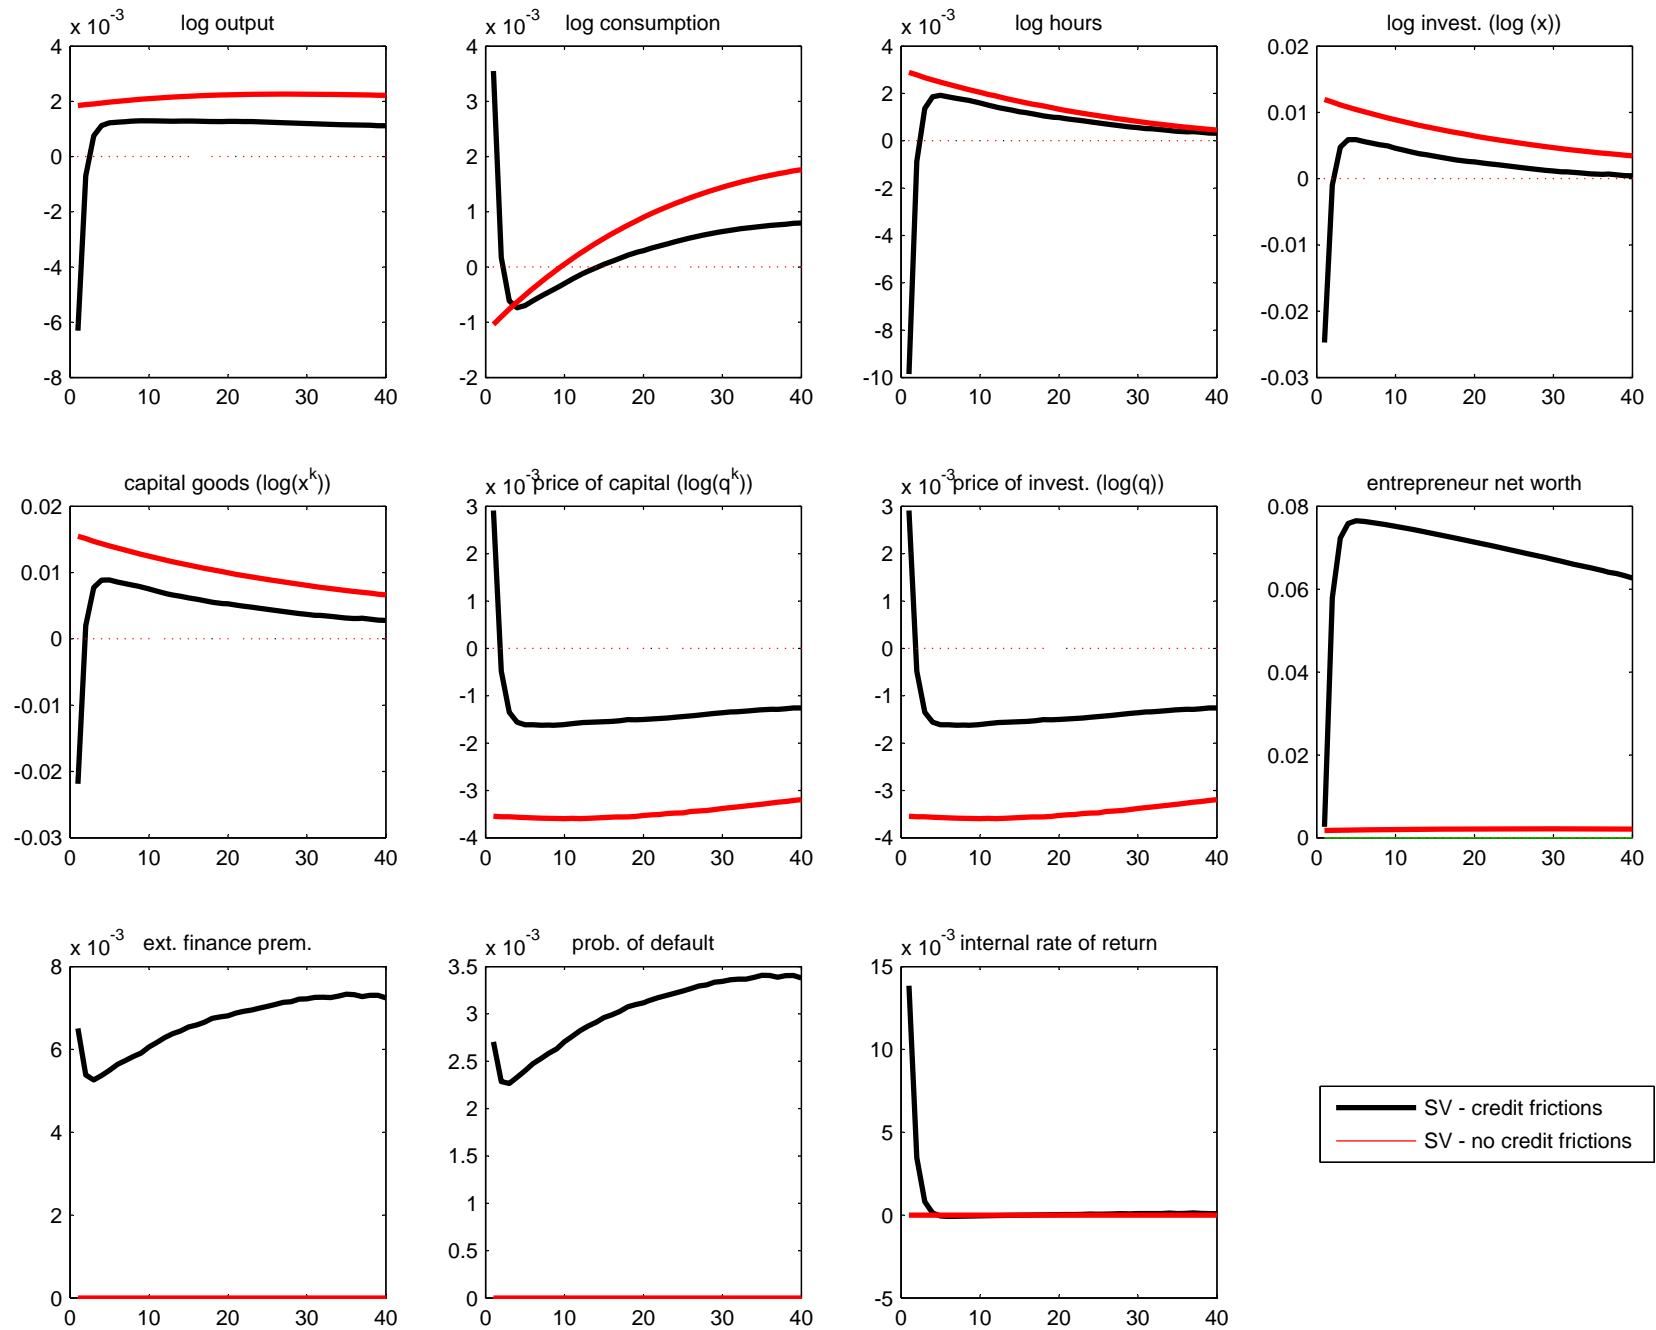 log output
x 10^-3
4
2
0
-2
-4
-6
-8
0 10 20 30 40
log consumption
x 10^-3
4
3
2
1
0
-1
-2
0 10 20 30 40
log hours
x 10^-3
4
2
0
-2
-4
-6
-8
-10
0 10 20 30 40
log invest. (log (x))
0.02
0.01
0
-0.01
-0.02
-0.03
0 10 20 30 40
capital goods (log(x^k))
0.02
0.01
0
-0.01
-0.02
-0.03
0 10 20 30 40
price of capital (log(q^k))
x 10^-3
3
2
1
0
-1
-2
-3
-4
0 10 20 30 40
price of invest. (log(q))
x 10^-3
3
2
1
0
-1
-2
-3
-4
0 10 20 30 40
entrepreneur net worth
0.08
0.06
0.04
0.02
0
0 10 20 30 40
ext. finance prem.
x 10^-3
8
6
4
2
0
0 10 20 30 40
prob. of default
x 10^-3
3.5
3
2.5
2
1.5
1
0.5
0
0 10 20 30 40
internal rate of return
x 10^-3
15
10
5
0
-5
0 10 20 30 40
SV - credit frictions
SV - no credit frictions